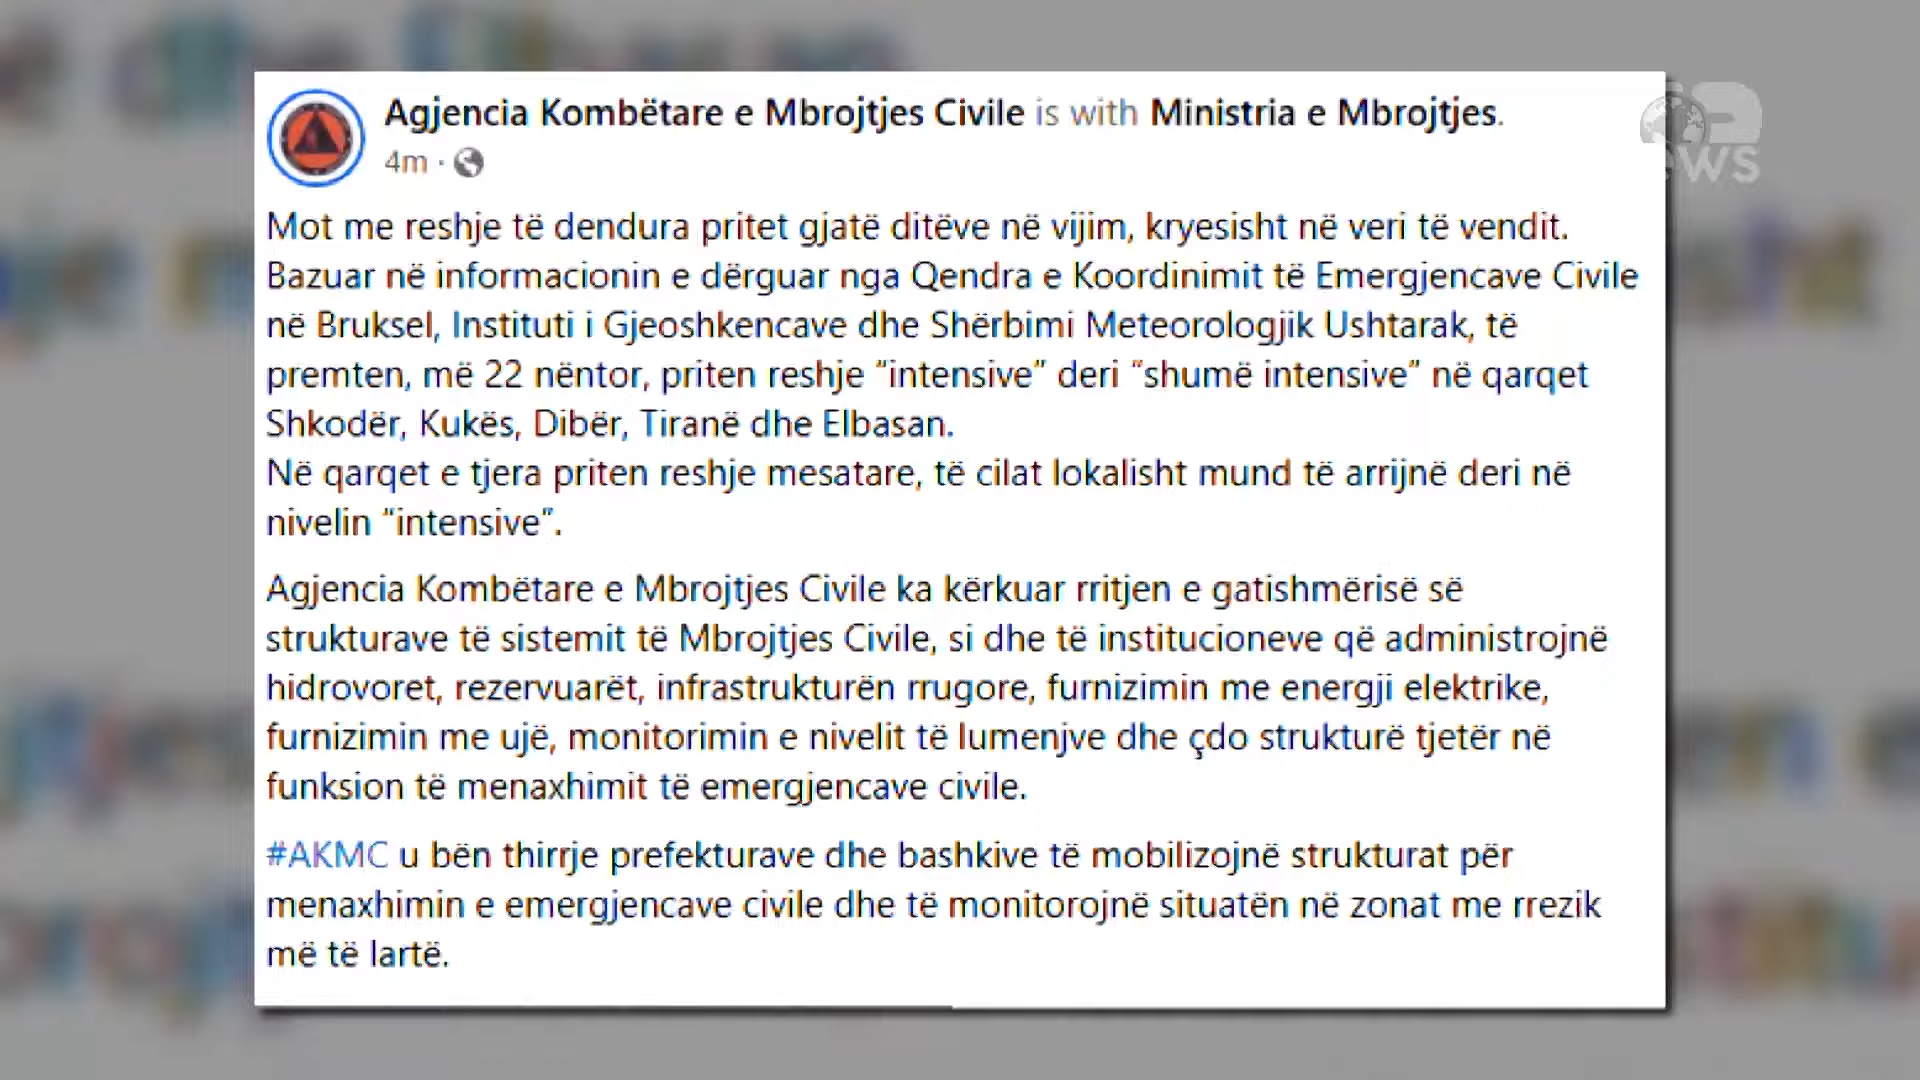 Agjencia Kombëtare e Mbrojtjes Civile is with Ministria e Mbrojtjes.
4m ·
Mot me reshje të dendura pritet gjatë ditëve në vijim, kryesisht në veri të vendit.
Bazuar në informacionin e dërguar nga Qendra e Koordinimit të Emergjencave Civile
në Bruksel, Instituti i Gjeoshkencave dhe Shërbimi Meteorologjik Ushtarak, të
premten, më 22 nëntor, priten reshje “intensive” deri “shumë intensive” në qarqet
Shkodër, Kukës, Dibër, Tiranë dhe Elbasan.
Në qarqet e tjera priten reshje mesatare, të cilat lokalisht mund të arrijnë deri në
nivelin “intensive”.
Agjencia Kombëtare e Mbrojtjes Civile ka kërkuar rritjen e gatishmërisë së
strukturave të sistemit të Mbrojtjes Civile, si dhe të institucioneve që administrojnë
hidrovoret, rezervuarët, infrastrukturën rrugore, furnizimin me energji elektrike,
furnizimin me ujë, monitorimin e nivelit të lumenjve dhe çdo strukturë tjetër në
funksion të menaxhimit të emergjencave civile.
#AKMC u bën thirrje prefekturave dhe bashkive të mobilizojnë strukturat për
menaxhimin e emergjencave civile dhe të monitorojnë situatën në zonat me rrezik
më të lartë.